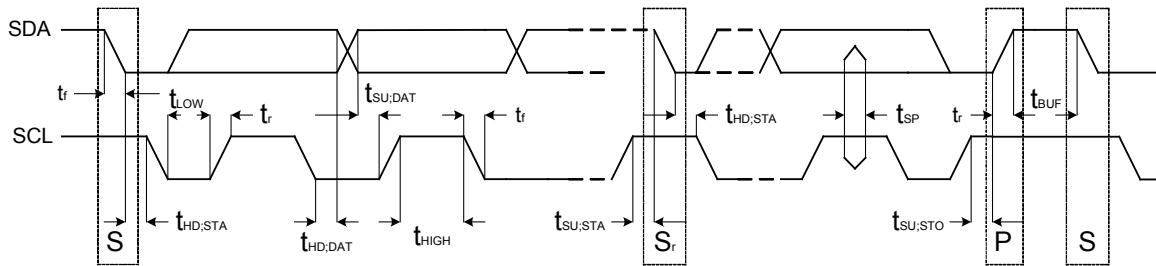 SDA
tf tLOW tr tSU;DAT tf tHD;STA tSP tr tBUF
SCL
tHD;STA tHD;DAT tHIGH tSU;STA tSU;STO
S Sr P S